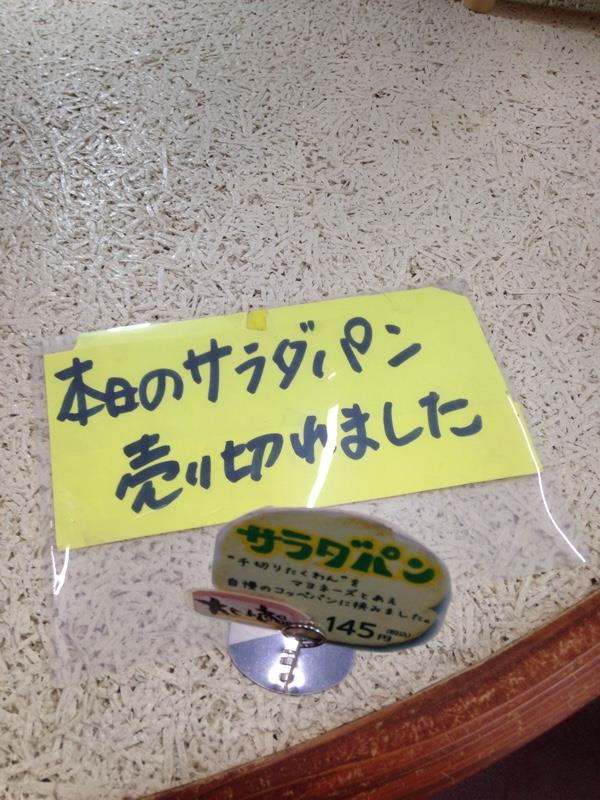 本日のサラダパン
売り切れました
サラダパン
"千切りたくわん"を
マヨネーズとあえ
自慢のコッペパンに挟みました。
145円(税込)